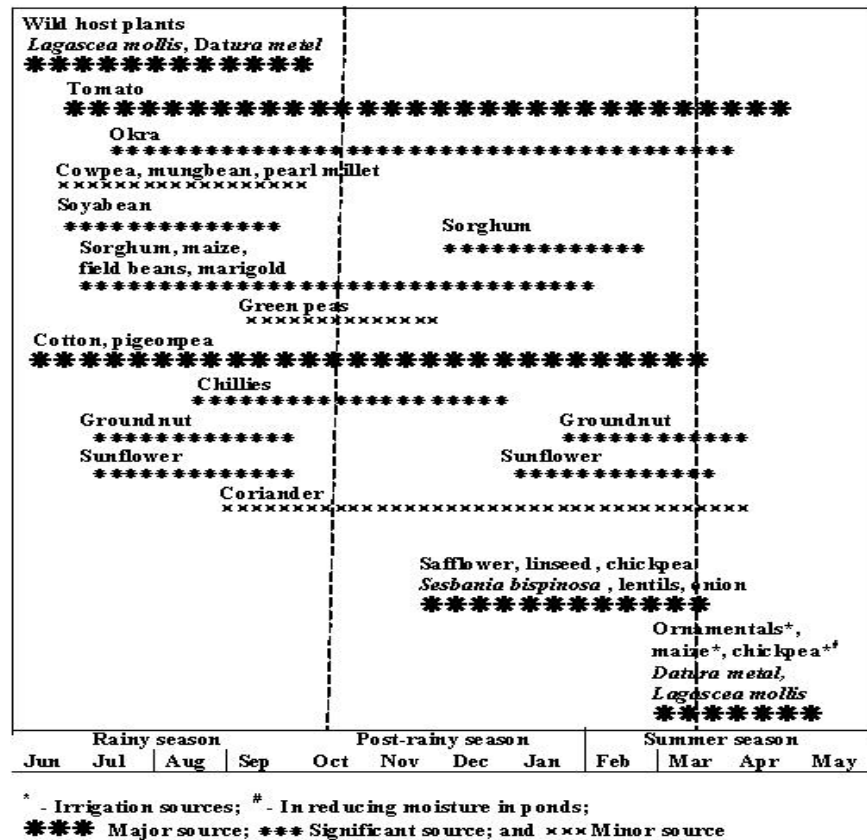 Wild host plants
Lagascea mollis, Datura metel
Tomato
Okra
Cowpea, mungbean, pearl millet
Soyabean
Sorghum
Sorghum, maize,
field beans, marigold
Green peas
Cotton, pigeonpea
Chillies
Groundnut Groundnut
Sunflower Sunflower
Coriander
Safflower, linseed, chickpea
Sesbania bispinosa, lentils, onion
Ornamentals*,
maize*, chickpea*#
Datura metal,
Lagascea mollis
Rainy season Post-rainy season Summer season
Jun Jul Aug Sep Oct Nov Dec Jan Feb Mar Apr May
* - Irrigation sources; # - In reducing moisture in ponds;
*** Major source; *** Significant source; and ××× Minor source